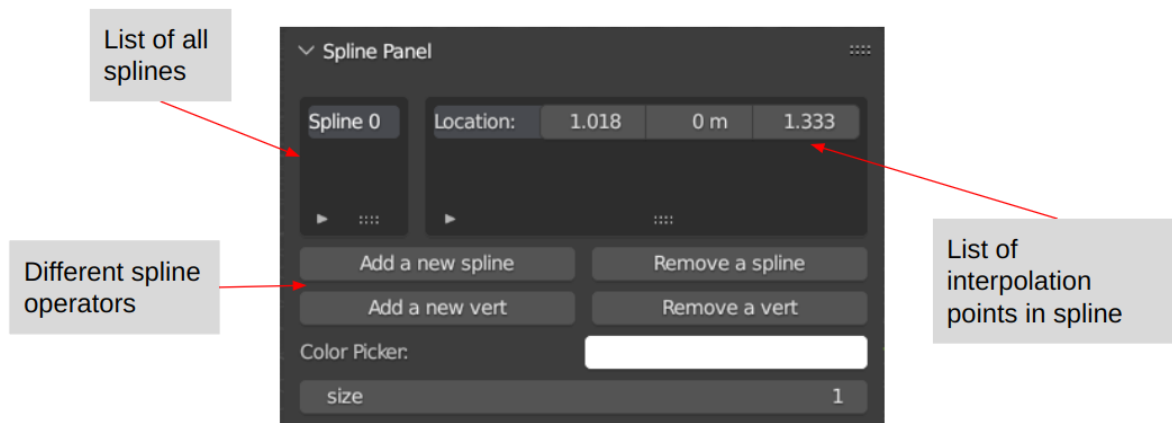 List of all
splines
Spline Panel
Spline 0
Location: 1.018 0 m 1.333
Different spline
operators
List of
interpolation
points in spline
Add a new spline Remove a spline
Add a new vert Remove a vert
Color Picker:
size 1